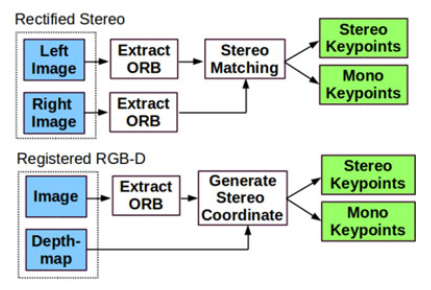 Rectified Stereo
Left
Image
Extract
ORB
Stereo
Matching
Stereo
Keypoints
Mono
Keypoints
Right
Image
Extract
ORB
Registered RGB-D
Image
Extract
ORB
Generate
Stereo
Coordinate
Stereo
Keypoints
Mono
Keypoints
Depth-
map